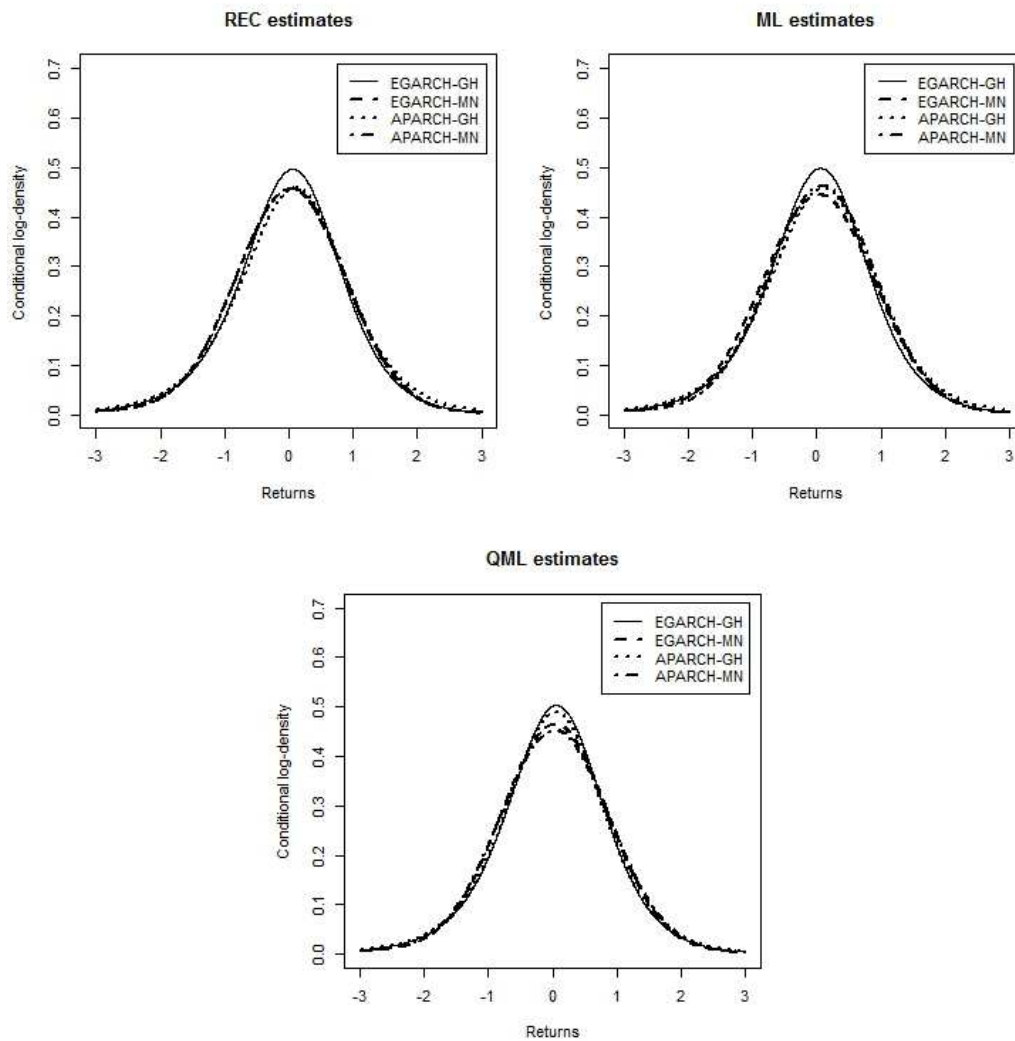 REC estimates
Conditional log-density
0.7
0.6
0.5
0.4
0.3
0.2
0.1
0.0
EGARCH-GH
EGARCH-MN
APARCH-GH
APARCH-MN
-3 -2 -1 0 1 2 3
Returns
ML estimates
Conditional log-density
0.7
0.6
0.5
0.4
0.3
0.2
0.1
0.0
EGARCH-GH
EGARCH-MN
APARCH-GH
APARCH-MN
-3 -2 -1 0 1 2 3
Returns
QML estimates
Conditional log-density
0.7
0.6
0.5
0.4
0.3
0.2
0.1
0.0
EGARCH-GH
EGARCH-MN
APARCH-GH
APARCH-MN
-3 -2 -1 0 1 2 3
Returns